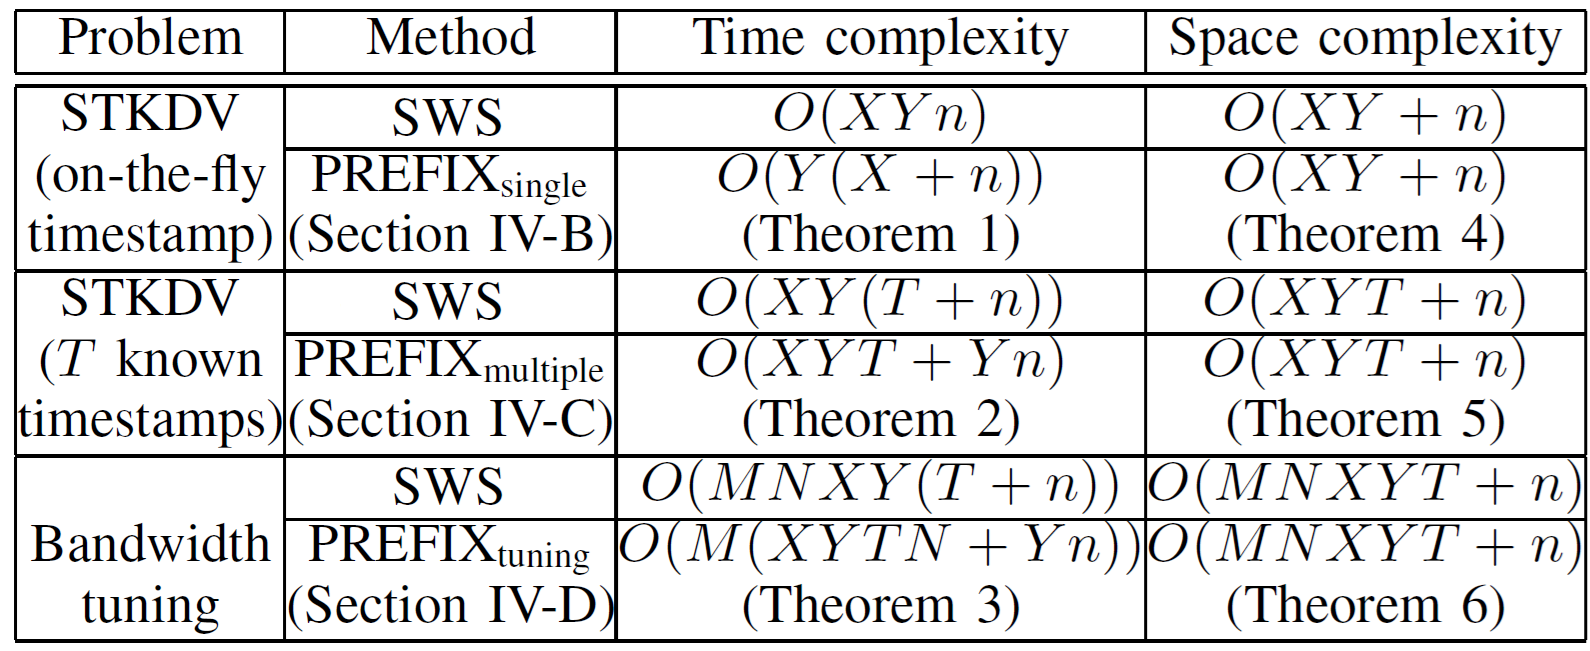 Problem Method Time complexity Space complexity
STKDV (on-the-fly timestamp) SWS O(XYn) O(XY + n)
PREFIXsingle (Section IV-B) O(Y(X + n)) (Theorem 1) O(XY + n) (Theorem 4)
STKDV (T known timestamps) SWS O(XY(T + n)) O(XYT + n)
PREFIXmultiple (Section IV-C) O(XYT + Yn) (Theorem 2) O(XYT + n) (Theorem 5)
Bandwidth tuning SWS O(MNXY(T + n)) O(MNXYT + n)
PREFIXtuning (Section IV-D) O(M(XYTN + Yn)) (Theorem 3) O(MNXYT + n) (Theorem 6)